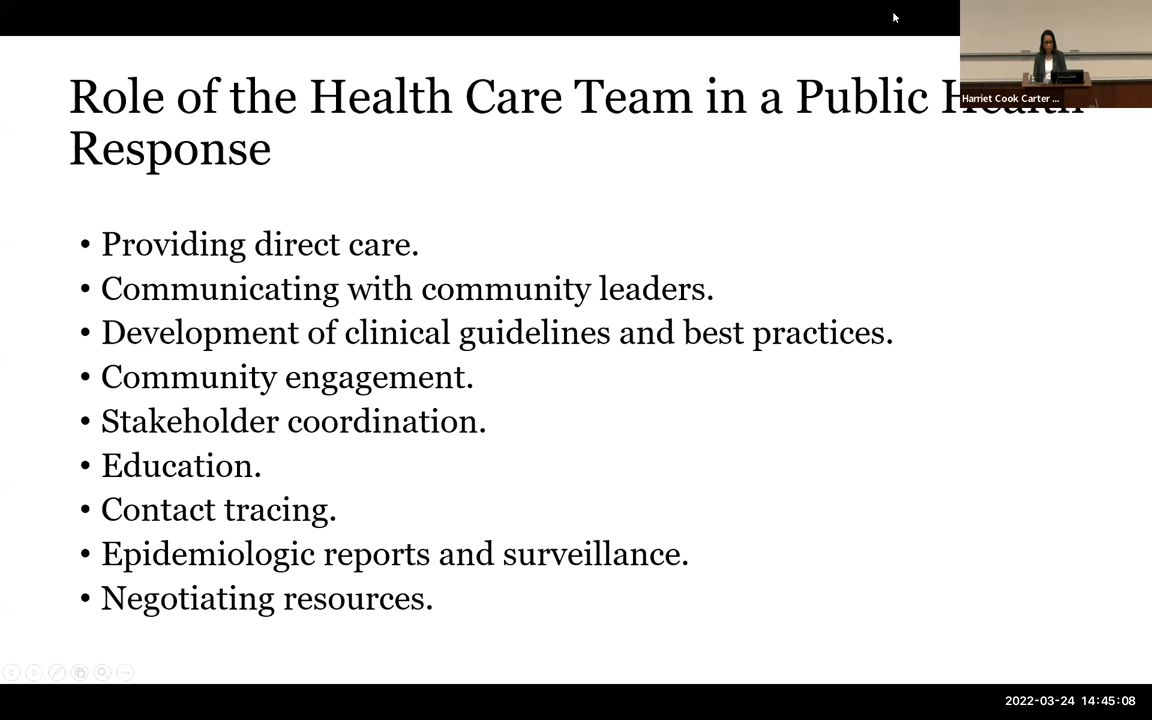 Role of the Health Care Team in a Public Health
Response
Harriet Cook Carter ...
• Providing direct care.
• Communicating with community leaders.
• Development of clinical guidelines and best practices.
• Community engagement.
• Stakeholder coordination.
• Education.
• Contact tracing.
• Epidemiologic reports and surveillance.
• Negotiating resources.
2022-03-24 14:45:08